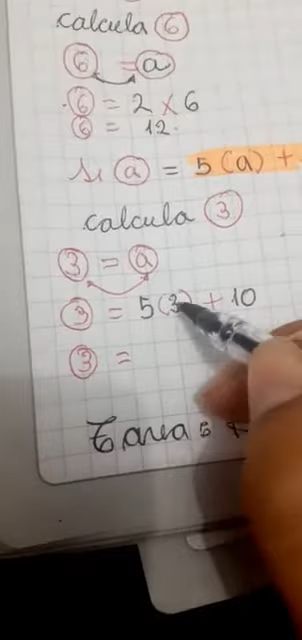 calcula ⑥
⑥ = ⓐ
⑥ = 2 × 6
⑥ = 12.
si ⓐ = 5 (a) +
calcula ③
③ = ⓐ
③ = 5(3) + 10
③ =
Tarea